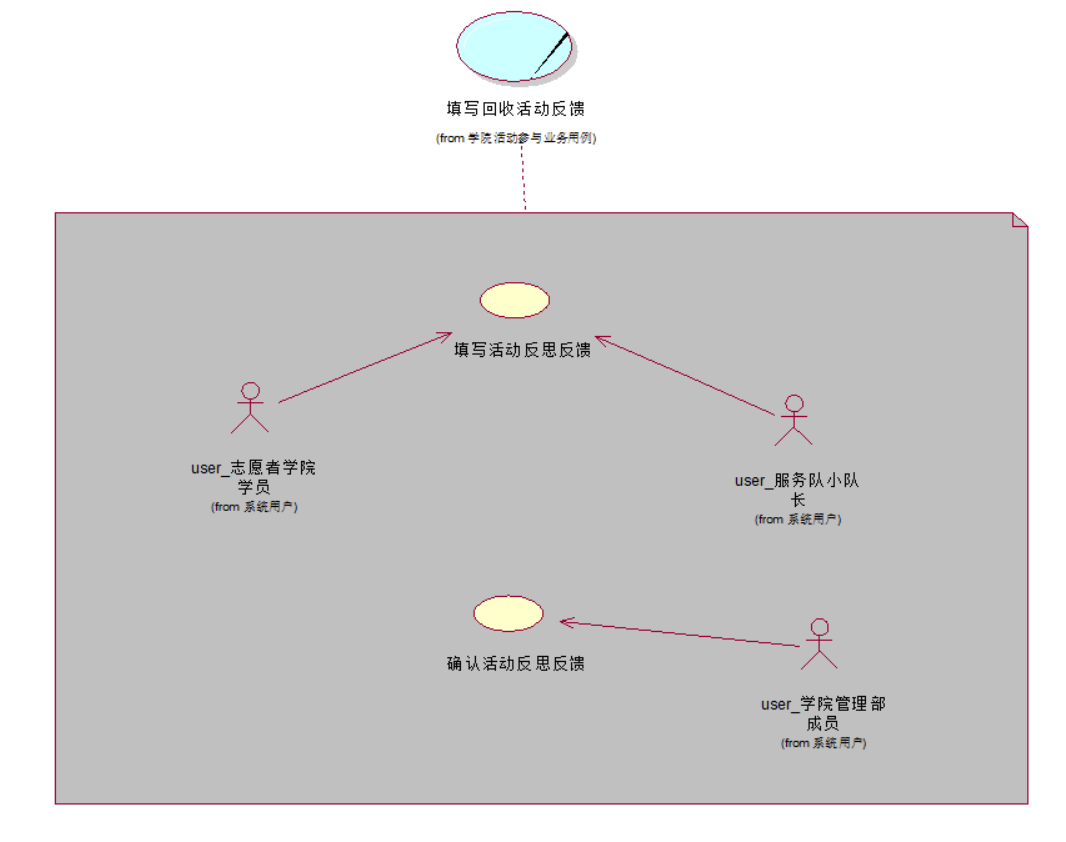 填写回收活动反馈
(from 学院活动参与业务用例)
填写活动反思反馈
user_志愿者学院
学员
(from 系统用户)
user_服务队小队
长
(from 系统用户)
确认活动反思反馈
user_学院管理部
成员
(from 系统用户)